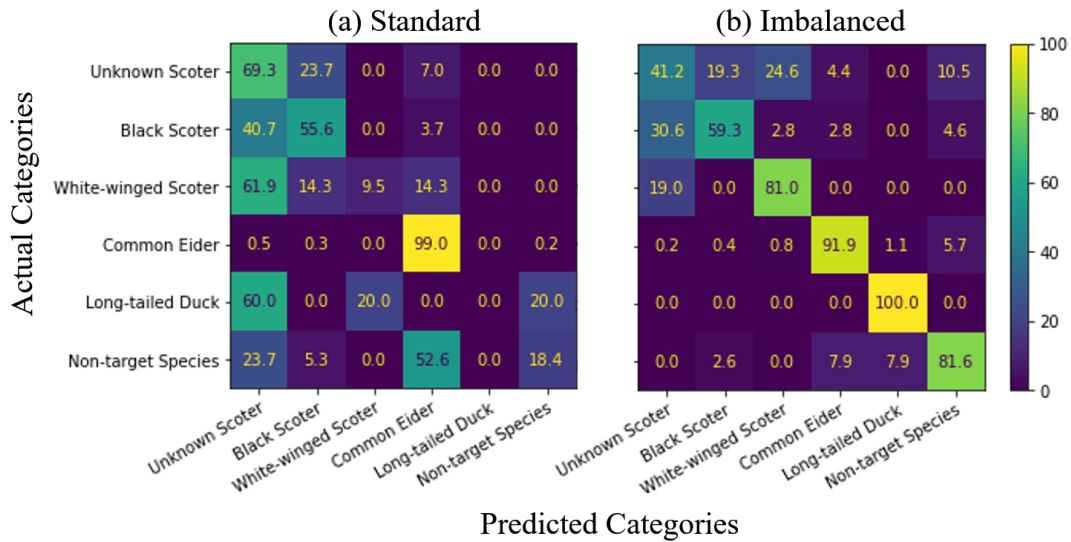 (a) Standard
(b) Imbalanced
Actual Categories
Unknown Scoter 69.3 23.7 0.0 7.0 0.0 0.0
Black Scoter 40.7 55.6 0.0 3.7 0.0 0.0
White-winged Scoter 61.9 14.3 9.5 14.3 0.0 0.0
Common Eider 0.5 0.3 0.0 99.0 0.0 0.2
Long-tailed Duck 60.0 0.0 20.0 0.0 0.0 20.0
Non-target Species 23.7 5.3 0.0 52.6 0.0 18.4
Unknown Scoter
Black Scoter
White-winged Scoter
Common Eider
Long-tailed Duck
Non-target Species
41.2 19.3 24.6 4.4 0.0 10.5
30.6 59.3 2.8 2.8 0.0 4.6
19.0 0.0 81.0 0.0 0.0 0.0
0.2 0.4 0.8 91.9 1.1 5.7
0.0 0.0 0.0 0.0 100.0 0.0
0.0 2.6 0.0 7.9 7.9 81.6
Unknown Scoter
Black Scoter
White-winged Scoter
Common Eider
Long-tailed Duck
Non-target Species
100
80
60
40
20
0
Predicted Categories